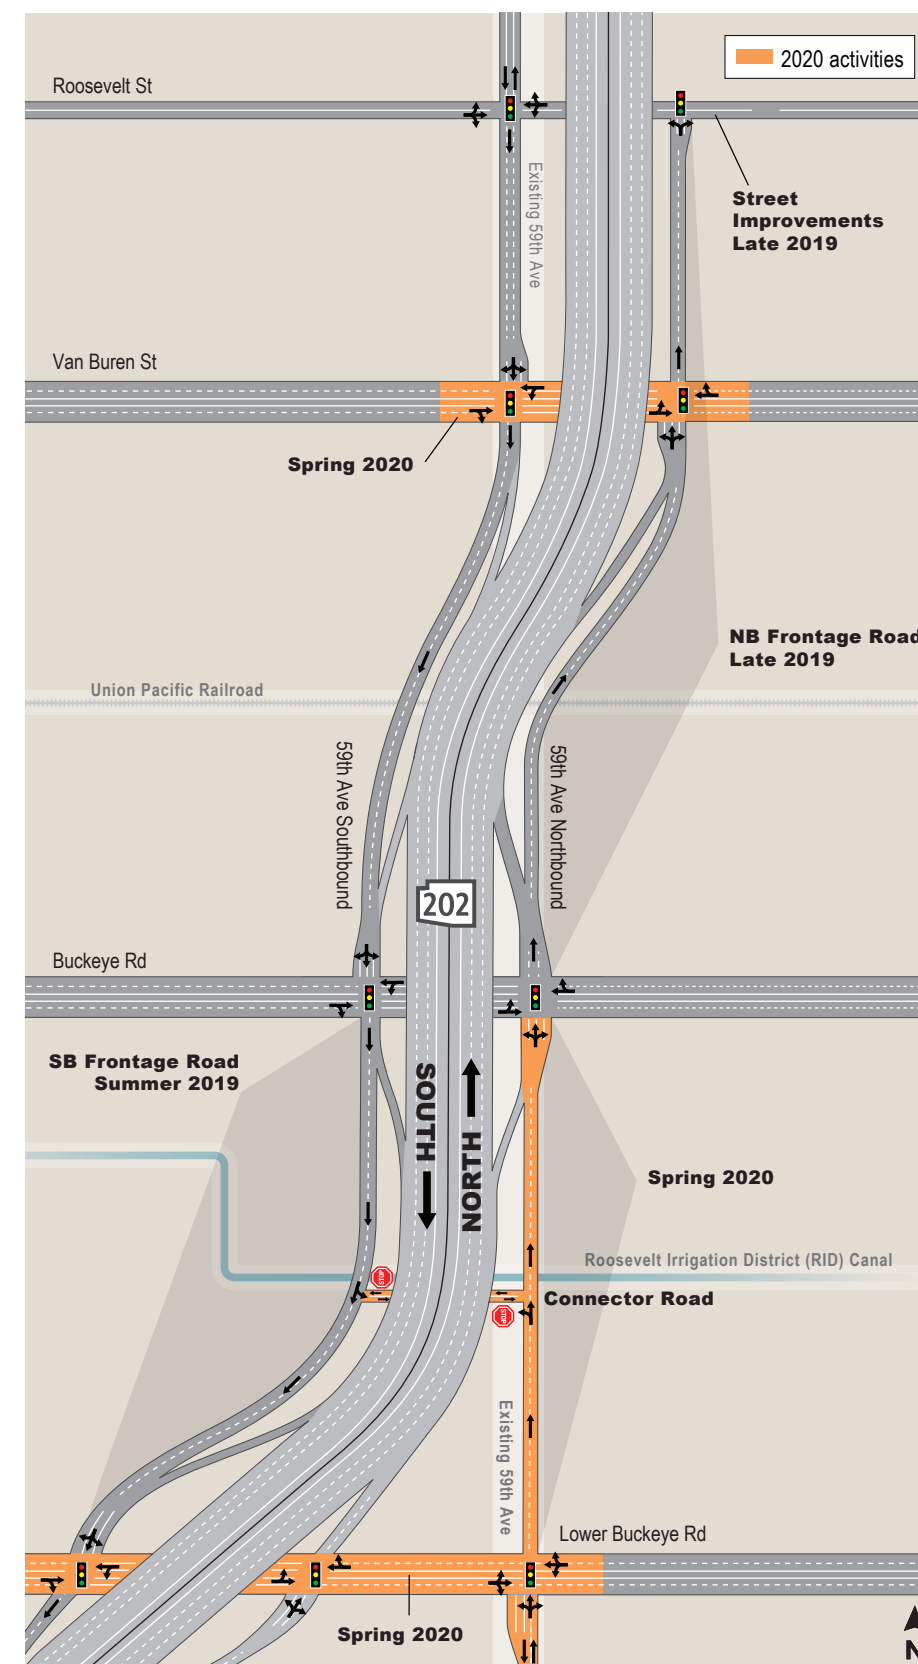 2020 activities
Roosevelt St
Existing 59th Ave
Street
Improvements
Late 2019
Van Buren St
Spring 2020
NB Frontage Road
Late 2019
Union Pacific Railroad
59th Ave Southbound
59th Ave Northbound
202
Buckeye Rd
SB Frontage Road
Summer 2019
SOUTH
NORTH
Spring 2020
Roosevelt Irrigation District (RID) Canal
STOP
Connector Road
STOP
Existing 59th Ave
Lower Buckeye Rd
Spring 2020
N